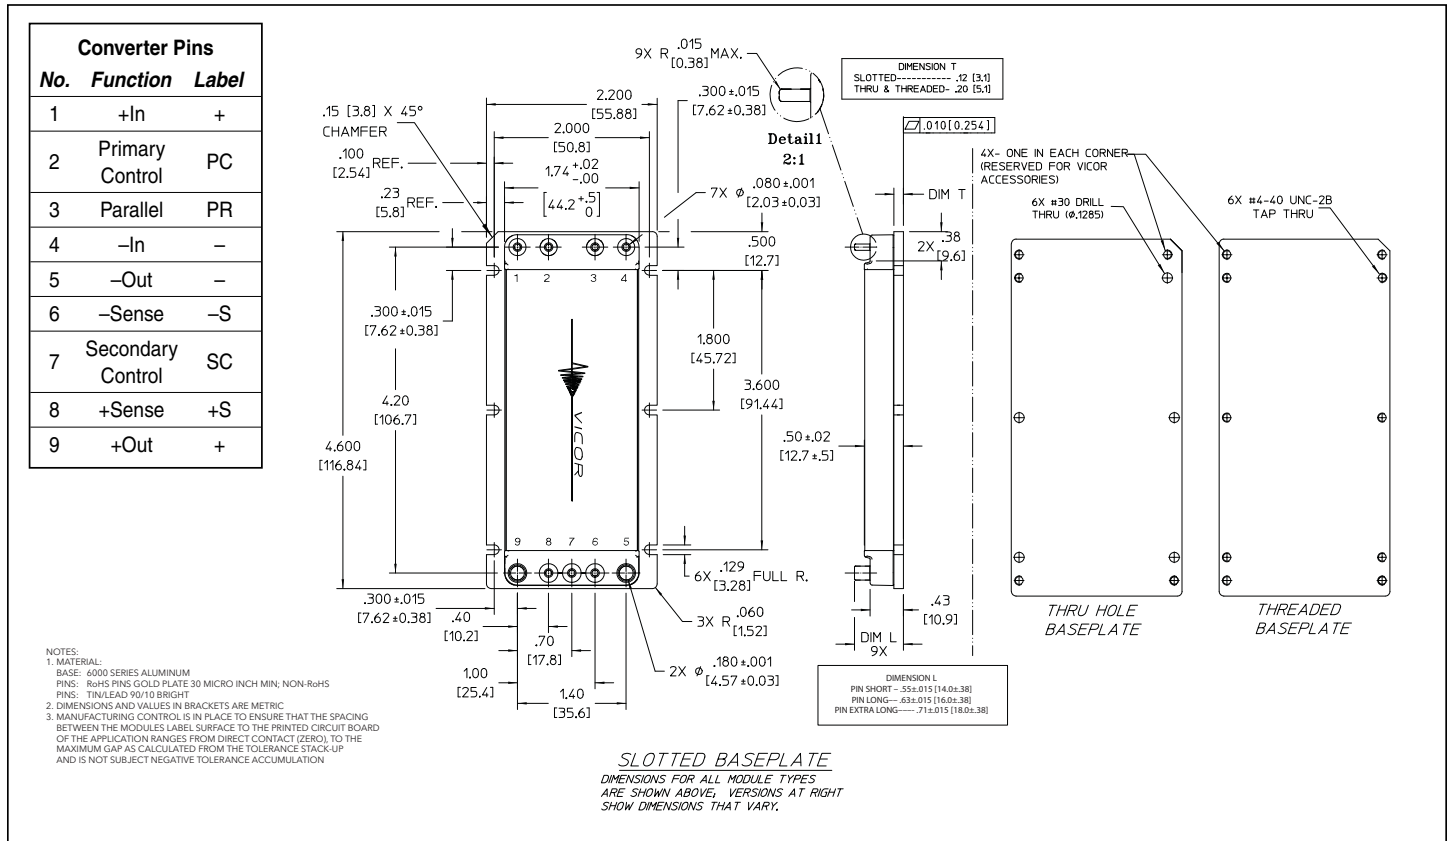 Converter Pins
No. Function Label
1 +In +
2 Primary Control PC
3 Parallel PR
4 –In –
5 –Out –
6 –Sense –S
7 Secondary Control SC
8 +Sense +S
9 +Out +
.15 [3.8] X 45°
CHAMFER
.100
[2.54] REF.
.23
[5.8] REF.
2.200
[55.88]
2.000
[50.8]
1.74 +.02
-.00
[44.2 +.5
0]
9X R .015
[0.38] MAX.
.300 ±.015
[7.62 ±0.38]
Detail1
2:1
7X ø .080 ±.001
[2.03 ±0.03]
.500
[12.7]
DIMENSION T
SLOTTED----------- .12 [3.1]
THRU & THREADED- .20 [5.1]
.010[0.254]
DIM T
2X .38
[9.6]
4X- ONE IN EACH CORNER
(RESERVED FOR VICOR
ACCESSORIES)
6X #30 DRILL
THRU (ø.1285)
6X #4-40 UNC-2B
TAP THRU
1 2 3 4
.300 ±.015
[7.62 ±0.38]
1.800
[45.72]
3.600
[91.44]
4.20
[106.7]
4.600
[116.84]
VICOR
.50 ±.02
[12.7 ±.5]
9 8 7 6 5
6X .129
[3.28] FULL R.
.300 ±.015
[7.62 ±0.38]
.40
[10.2]
.70
[17.8]
1.00
[25.4]
1.40
[35.6]
3X R .060
[1.52]
2X ø .180 ±.001
[4.57 ±0.03]
.43
[10.9]
DIM L
9X
THRU HOLE
BASEPLATE
THREADED
BASEPLATE
DIMENSION L
PIN SHORT – .55±.015 [14.0±.38]
PIN LONG--- .63±.015 [16.0±.38]
PIN EXTRA LONG---- .71±.015 [18.0±.38]
NOTES:
1. MATERIAL:
BASE: 6000 SERIES ALUMINUM
PINS: RoHS PINS GOLD PLATE 30 MICRO INCH MIN; NON-RoHS
PINS: TIN/LEAD 90/10 BRIGHT
2. DIMENSIONS AND VALUES IN BRACKETS ARE METRIC
3. MANUFACTURING CONTROL IS IN PLACE TO ENSURE THAT THE SPACING
BETWEEN THE MODULES LABEL SURFACE TO THE PRINTED CIRCUIT BOARD
OF THE APPLICATION RANGES FROM DIRECT CONTACT (ZERO), TO THE
MAXIMUM GAP AS CALCULATED FROM THE TOLERANCE STACK-UP
AND IS NOT SUBJECT NEGATIVE TOLERANCE ACCUMULATION
SLOTTED BASEPLATE
DIMENSIONS FOR ALL MODULE TYPES
ARE SHOWN ABOVE; VERSIONS AT RIGHT
SHOW DIMENSIONS THAT VARY.